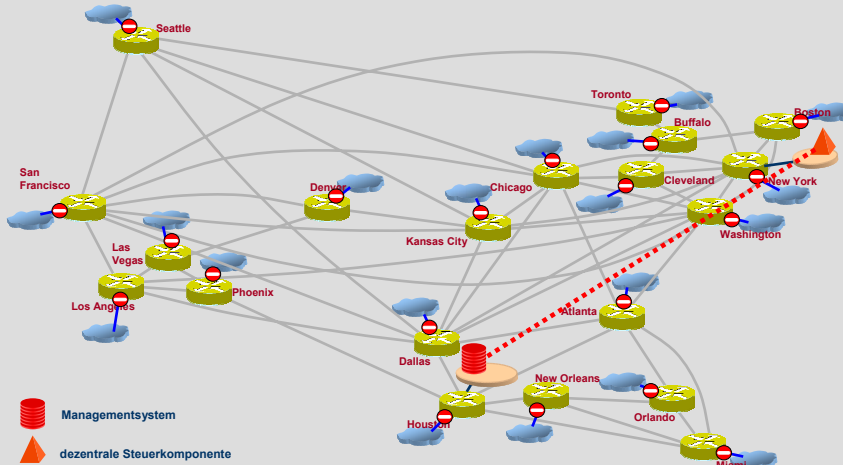 Seattle
Toronto
Boston
Buffalo
San
Francisco
Denver
Chicago
Cleveland
New York
Kansas City
Washington
Las
Vegas
Phoenix
Los Angeles
Atlanta
Dallas
New Orleans
Orlando
Houston
Miami
Managementsystem
dezentrale Steuerkomponente